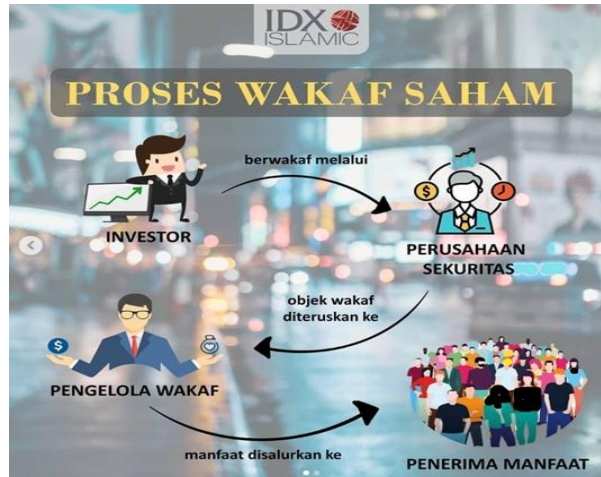 IDX
ISLAMIC
PROSES WAKAF SAHAM
berwakaf melalui
INVESTOR
PERUSAHAAN
SEKURITAS
objek wakaf
diteruskan ke
PENGELOLA WAKAF
manfaat disalurkan ke
PENERIMA MANFAAT